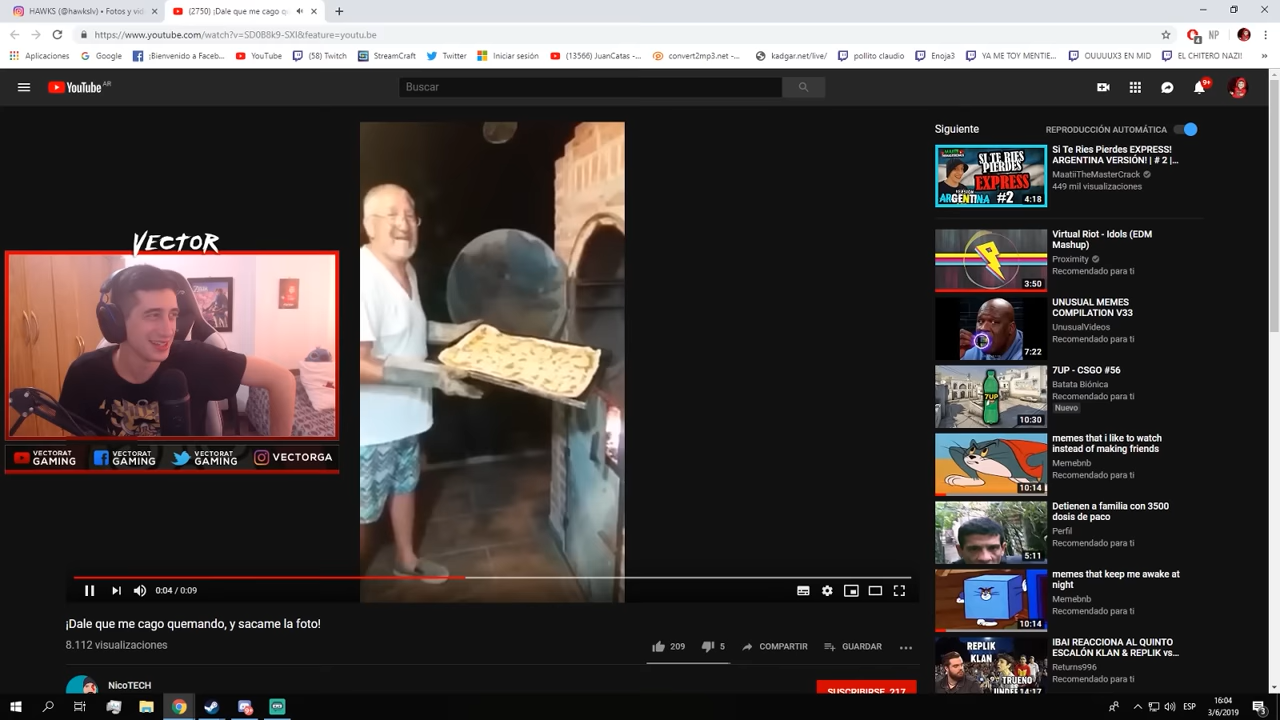 HAWKS (@hawkslv) • Fotos y vid
(2750) ¡Dale que me cago qu
https://www.youtube.com/watch?v=SD0B8k9-SXI&feature=youtu.be
NP
Aplicaciones
Google
¡Bienvenido a Faceb...
YouTube
(58) Twitch
StreamCraft
Twitter
Iniciar sesión
(13566) JuanCatas -...
convert2mp3.net -...
kadgar.net/live/
pollito claudio
Enoja3
YA ME TOY MENTIE...
OUUUUX3 EN MID
EL CHITERO NAZI!
YouTube AR
Buscar
9+
Siguiente
REPRODUCCIÓN AUTOMÁTICA
SI TE RIES
PIERDES
EXPRESS
VERSION
ARGENTINA #2
4:18
Si Te Ries Pierdes EXPRESS!
ARGENTINA VERSIÓN! | # 2 |...
MaatiiTheMasterCrack
449 mil visualizaciones
3:50
Virtual Riot - Idols (EDM
Mashup)
Proximity
Recomendado para ti
7:22
UNUSUAL MEMES
COMPILATION V33
UnusualVideos
Recomendado para ti
7UP
10:30
7UP - CSGO #56
Batata Biónica
Recomendado para ti
Nuevo
10:14
memes that i like to watch
instead of making friends
Memebnb
Recomendado para ti
5:11
Detienen a familia con 3500
dosis de paco
Perfil
Recomendado para ti
10:14
memes that keep me awake at
night
Memebnb
Recomendado para ti
REPLIK
KLAN
TRUENO
14:17
IBAI REACCIONA AL QUINTO
ESCALÓN KLAN & REPLIK vs...
Returns996
Recomendado para ti
VECTOR
VECTORAT
GAMING
VECTORAT
GAMING
VECTORAT
GAMING
VECTORGA
0:04 / 0:09
¡Dale que me cago quemando, y sacame la foto!
8.112 visualizaciones
209
5
COMPARTIR
GUARDAR
NicoTECH
SUSCRIBIRSE 217
ESP
16:04
3/6/2019
3